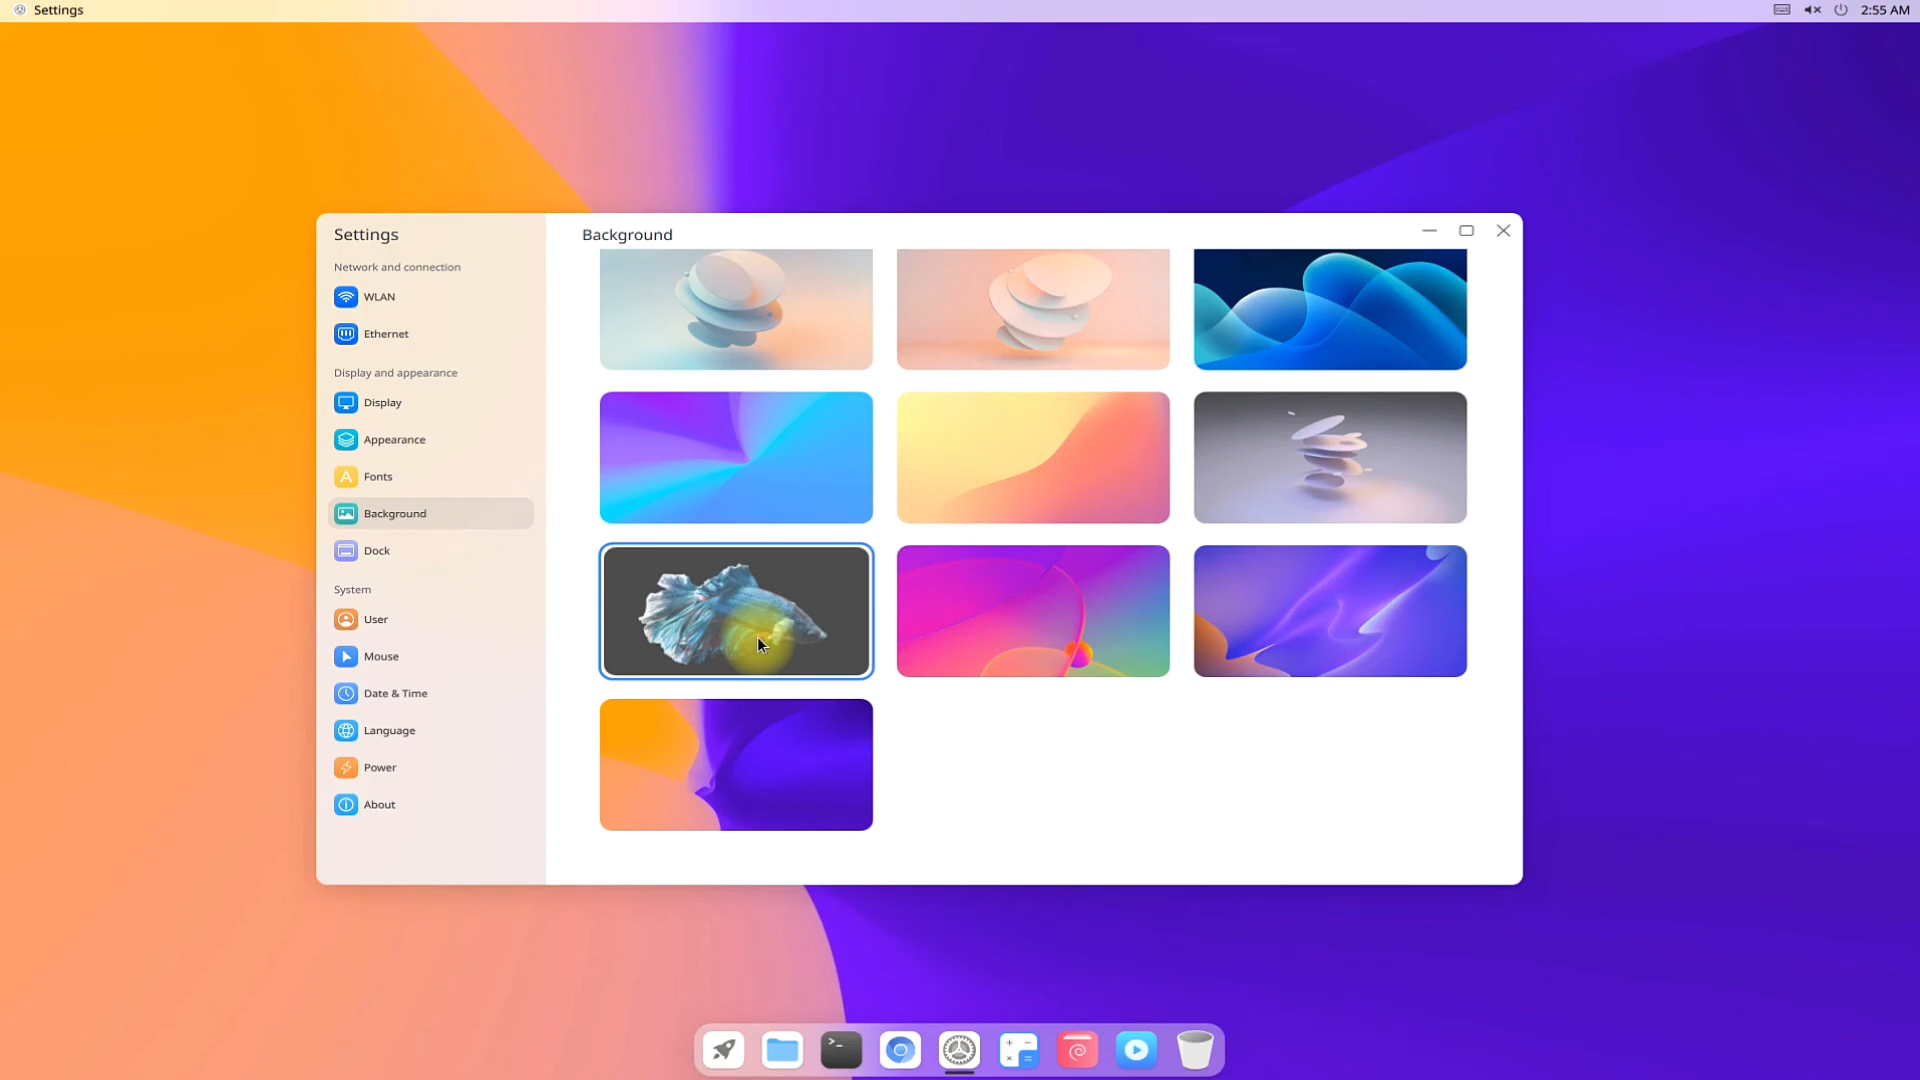 Settings
2:55 AM
Settings
Background
Network and connection
WLAN
Ethernet
Display and appearance
Display
Appearance
Fonts
Background
Dock
System
User
Mouse
Date & Time
Language
Power
About